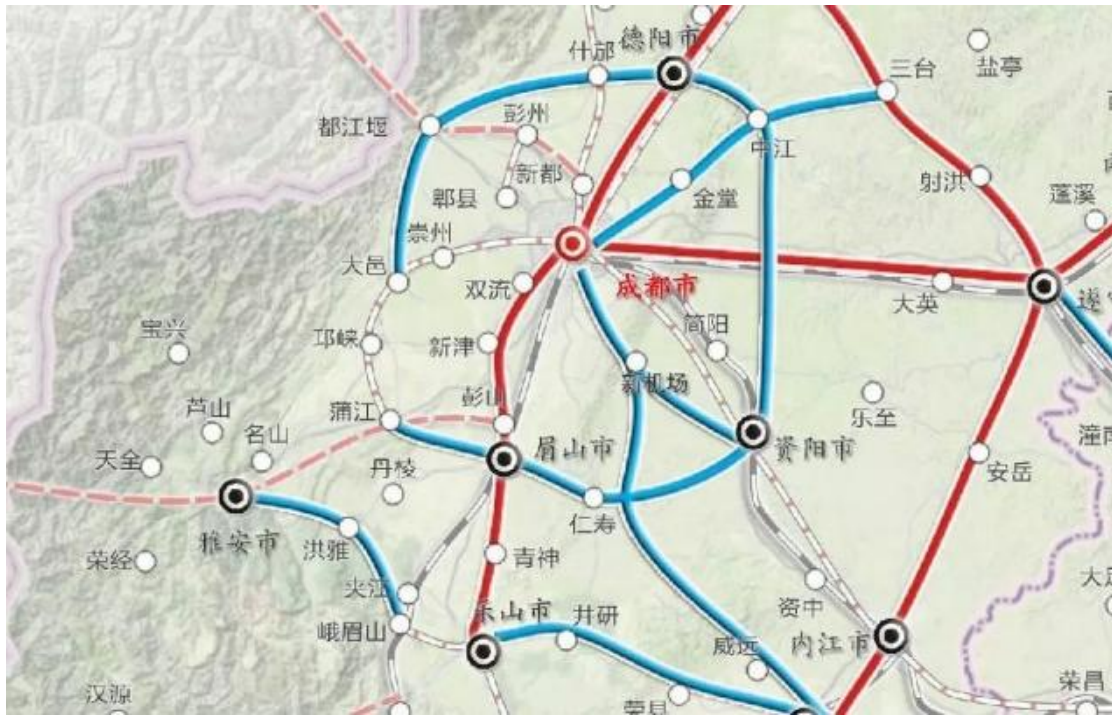 德阳市
什邡
三台
盐亭
彭州
都江堰
中江
新都
金堂
射洪
郫县
蓬溪
崇州
大邑
双流
成都市
大英
遂
简阳
宝兴
邛崃
新津
新机场
乐至
芦山
蒲江
彭山
潼南
天全
名山
丹棱
眉山市
资阳市
安岳
仁寿
雅安市
洪雅
青神
荣经
夹江
资中
大足
峨眉山
乐山市
井研
内江市
威远
汉源
荣县
荣昌